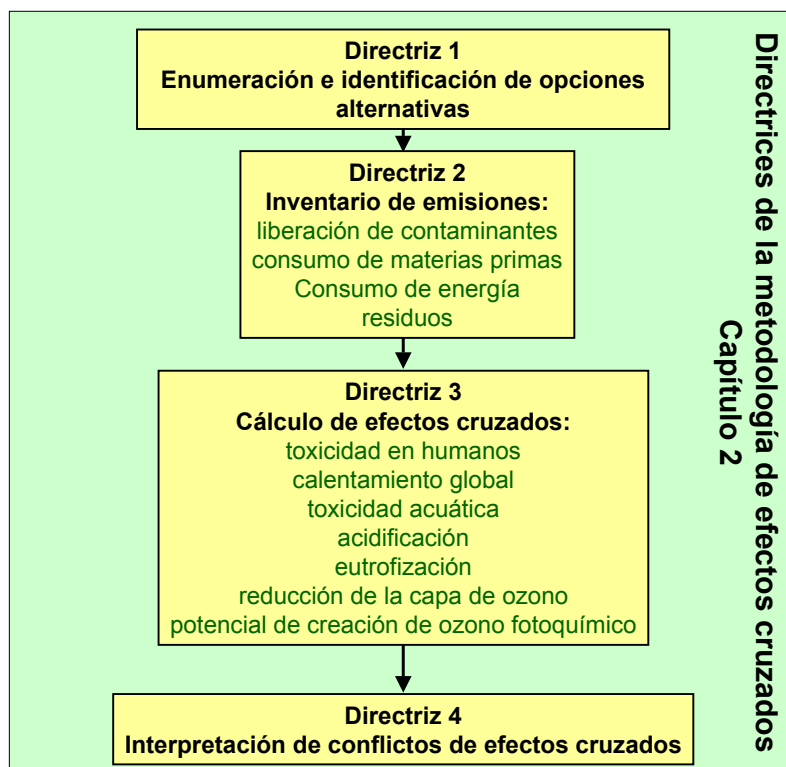 Directriz 1
Enumeración e identificación de opciones
alternativas
Directriz 2
Inventario de emisiones:
liberación de contaminantes
consumo de materias primas
Consumo de energía
residuos
Directriz 3
Cálculo de efectos cruzados:
toxicidad en humanos
calentamiento global
toxicidad acuática
acidificación
eutrofización
reducción de la capa de ozono
potencial de creación de ozono fotoquímico
Directriz 4
Interpretación de conflictos de efectos cruzados
Directrices de la metodología de efectos cruzados
Capítulo 2